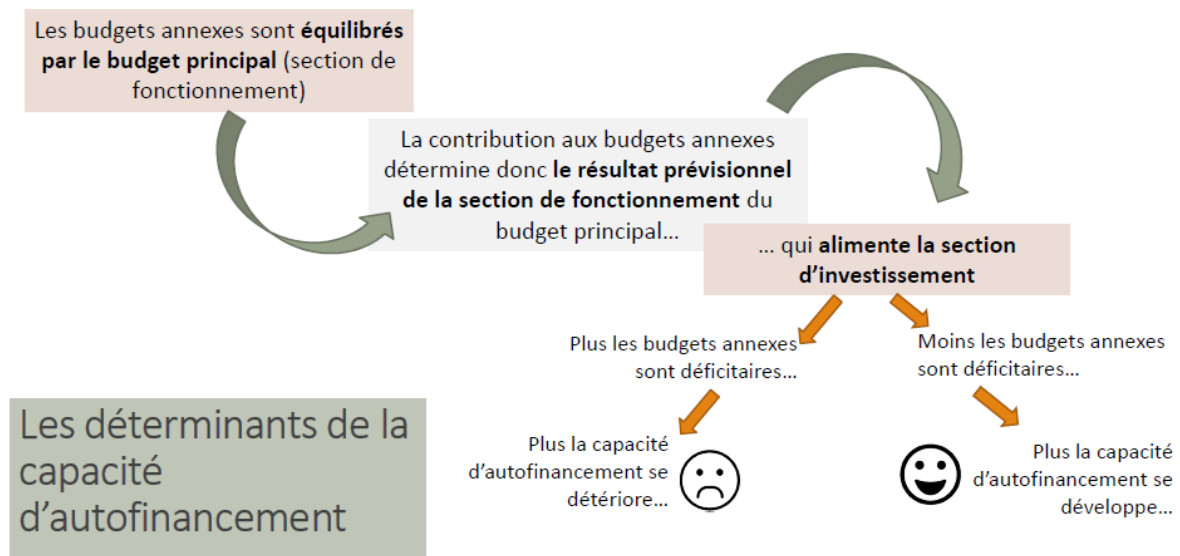 Les budgets annexes sont équilibrés
par le budget principal (section de
fonctionnement)
La contribution aux budgets annexes
détermine donc le résultat prévisionnel
de la section de fonctionnement du
budget principal…
… qui alimente la section
d’investissement
Plus les budgets annexes
sont déficitaires…
Moins les budgets annexes
sont déficitaires…
Plus la capacité
d’autofinancement se
détériore…
Plus la capacité
d’autofinancement se
développe…
Les déterminants de la
capacité
d’autofinancement